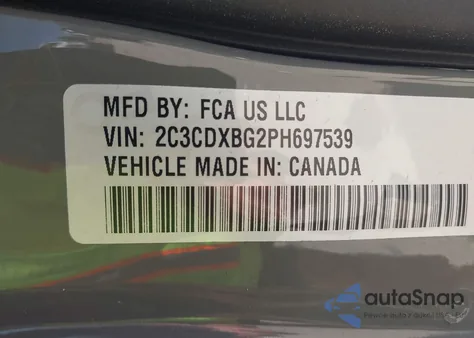 MFD BY: FCA US LLC
VIN: 2C3CDXBG2PH697539
VEHICLE MADE IN: CANADA
autoSnap